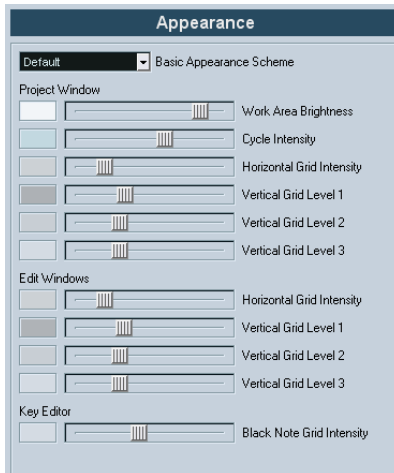 Appearance
Default Basic Appearance Scheme
Project Window
Work Area Brightness
Cycle Intensity
Horizontal Grid Intensity
Vertical Grid Level 1
Vertical Grid Level 2
Vertical Grid Level 3
Edit Windows
Horizontal Grid Intensity
Vertical Grid Level 1
Vertical Grid Level 2
Vertical Grid Level 3
Key Editor
Black Note Grid Intensity